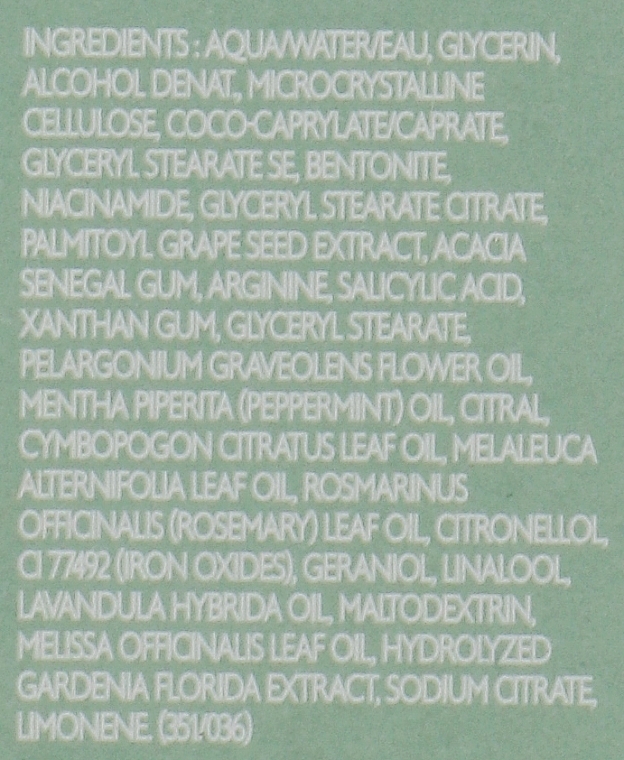 INGREDIENTS : AQUA/WATER/EAU, GLYCERIN,
ALCOHOL DENAT., MICROCRYSTALLINE
CELLULOSE, COCO-CAPRYLATE/CAPRATE,
GLYCERYL STEARATE SE, BENTONITE,
NIACINAMIDE, GLYCERYL STEARATE CITRATE,
PALMITOYL GRAPE SEED EXTRACT, ACACIA
SENEGAL GUM, ARGININE, SALICYLIC ACID,
XANTHAN GUM, GLYCERYL STEARATE,
PELARGONIUM GRAVEOLENS FLOWER OIL,
MENTHA PIPERITA (PEPPERMINT) OIL, CITRAL,
CYMBOPOGON CITRATUS LEAF OIL, MELALEUCA
ALTERNIFOLIA LEAF OIL, ROSMARINUS
OFFICINALIS (ROSEMARY) LEAF OIL, CITRONELLOL,
CI 77492 (IRON OXIDES), GERANIOL, LINALOOL,
LAVANDULA HYBRIDA OIL, MALTODEXTRIN,
MELISSA OFFICINALIS LEAF OIL, HYDROLYZED
GARDENIA FLORIDA EXTRACT, SODIUM CITRATE,
LIMONENE. (351/036)